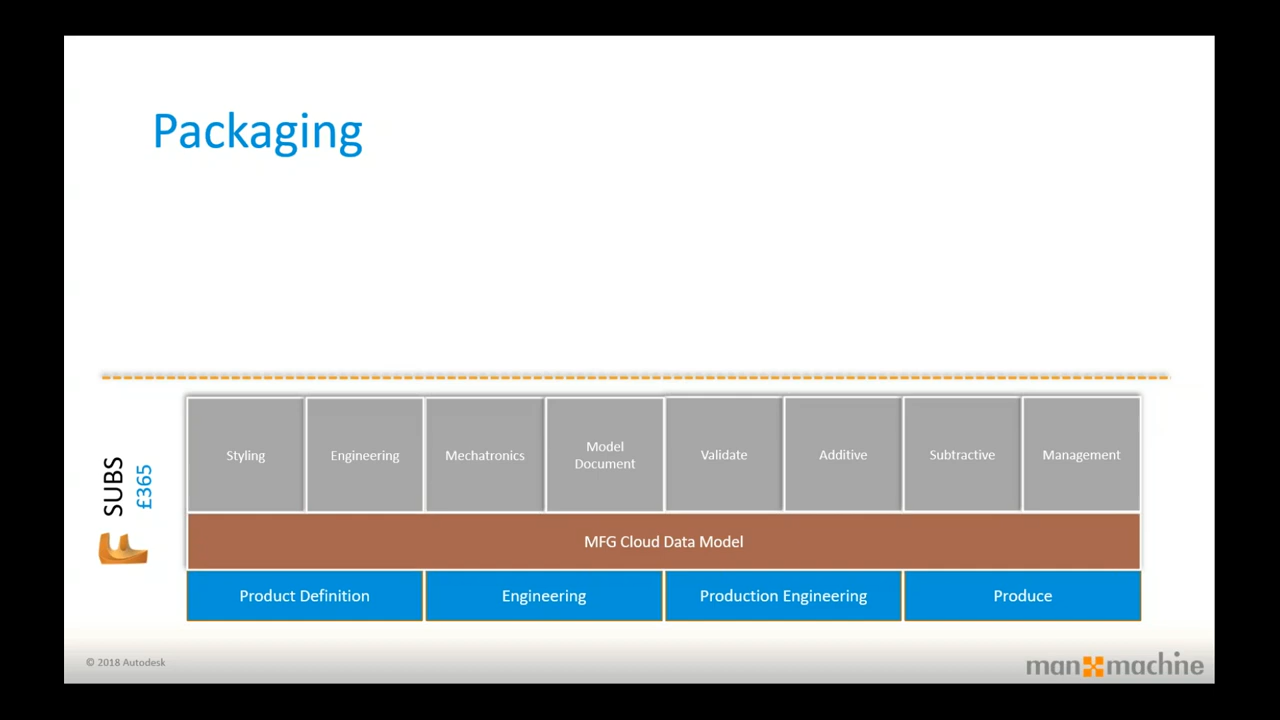 Packaging
SUBS
£365
Styling
Engineering
Mechatronics
Model
Document
Validate
Additive
Subtractive
Management
MFG Cloud Data Model
Product Definition
Engineering
Production Engineering
Produce
© 2018 Autodesk
man machine